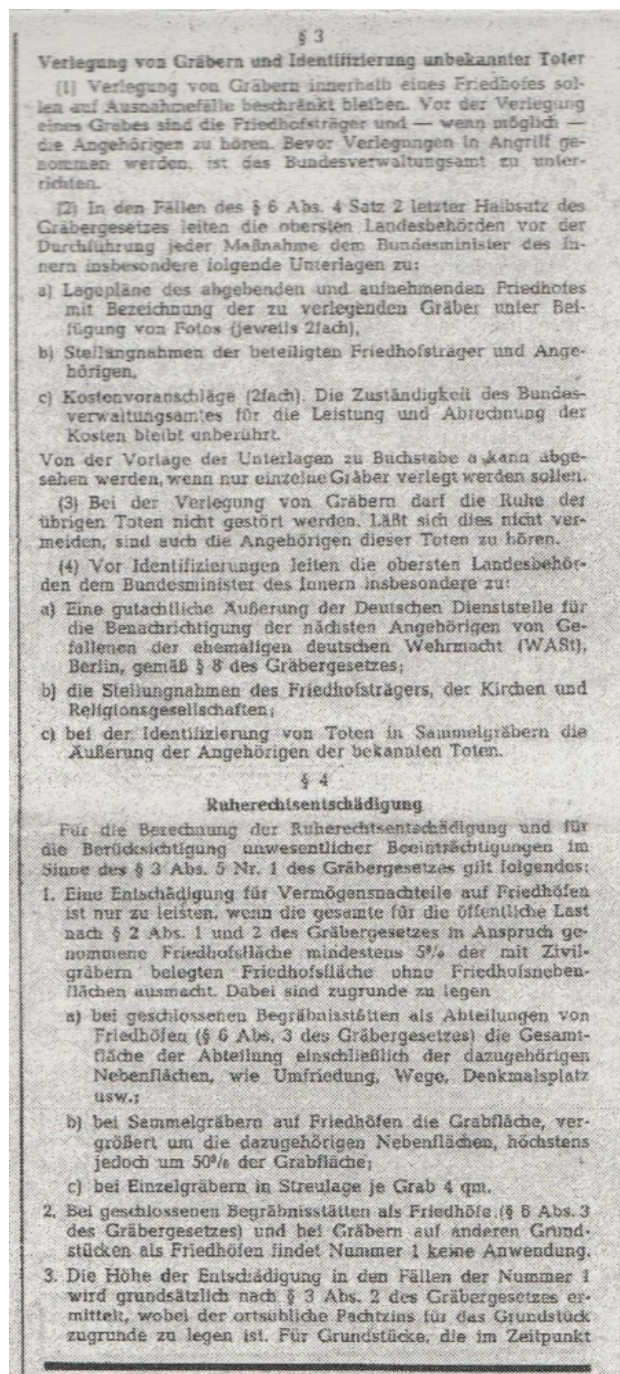 § 3
Verlegung von Gräbern und Identifizierung unbekannter Toter
(1) Verlegung von Gräbern innerhalb eines Friedhofes sol-
len auf Ausnahmefälle beschränkt bleiben. Vor der Verlegung
eines Grabes sind die Friedhofsträger und — wenn möglich —
die Angehörigen zu hören. Bevor Verlegungen in Angriff ge-
nommen werden, ist das Bundesverwaltungsamt zu unter-
richten.
(2) In den Fällen des § 6 Abs. 4 Satz 2 letzter Halbsatz des
Gräbergesetzes leiten die obersten Landesbehörden vor der
Durchführung jeder Maßnahme dem Bundesminister des In-
nern insbesondere folgende Unterlagen zu:
a) Lagepläne des abgebenden und aufnehmenden Friedhofes
mit Bezeichnung der zu verlegenden Gräber unter Bei-
fügung von Fotos (jeweils 2fach),
b) Stellungnahmen der beteiligten Friedhofsträger und Ange-
hörigen,
c) Kostenvoranschläge (2fach). Die Zuständigkeit des Bundes-
verwaltungsamtes für die Leistung und Abrechnung der
Kosten bleibt unberührt.
Von der Vorlage der Unterlagen zu Buchstabe a kann abge-
sehen werden, wenn nur einzelne Gräber verlegt werden sollen.
(3) Bei der Verlegung von Gräbern darf die Ruhe der
übrigen Toten nicht gestört werden. Läßt sich dies nicht ver-
meiden, sind auch die Angehörigen dieser Toten zu hören.
(4) Vor Identifizierungen leiten die obersten Landesbehör-
den dem Bundesminister des Innern insbesondere zu:
a) Eine gutachtliche Äußerung der Deutschen Dienststelle für
die Benachrichtigung der nächsten Angehörigen von Ge-
fallenen der ehemaligen deutschen Wehrmacht (WASt),
Berlin, gemäß § 8 des Gräbergesetzes;
b) die Stellungnahmen des Friedhofsträgers, der Kirchen und
Religionsgesellschaften;
c) bei der Identifizierung von Toten in Sammelgräbern die
Äußerung der Angehörigen der bekannten Toten.
§ 4
Ruherechtsentschädigung
Für die Berechnung der Ruherechtsentschädigung und für
die Berücksichtigung unwesentlicher Beeinträchtigungen im
Sinne des § 3 Abs. 5 Nr. 1 des Gräbergesetzes gilt folgendes:
1. Eine Entschädigung für Vermögensnachteile auf Friedhöfen
ist nur zu leisten, wenn die gesamte für die öffentliche Last
nach § 2 Abs. 1 und 2 des Gräbergesetzes in Anspruch ge-
nommene Friedhofsfläche mindestens 5% der mit Zivil-
gräbern belegten Friedhofsfläche ohne Friedhofsneben-
flächen ausmacht. Dabei sind zugrunde zu legen
a) bei geschlossenen Begräbnisstätten als Abteilungen von
Friedhöfen (§ 6 Abs. 3 des Gräbergesetzes) die Gesamt-
fläche der Abteilung einschließlich der dazugehörigen
Nebenflächen, wie Umfriedung, Wege, Denkmalsplatz
usw.;
b) bei Sammelgräbern auf Friedhöfen die Grabfläche, ver-
größert um die dazugehörigen Nebenflächen, höchstens
jedoch um 50% der Grabfläche;
c) bei Einzelgräbern in Streulage je Grab 4 qm.
2. Bei geschlossenen Begräbnisstätten als Friedhöfe (§ 6 Abs. 3
des Gräbergesetzes) und bei Gräbern auf anderen Grund-
stücken als Friedhöfen findet Nummer 1 keine Anwendung.
3. Die Höhe der Entschädigung in den Fällen der Nummer 1
wird grundsätzlich nach § 3 Abs. 2 des Gräbergesetzes er-
mittelt, wobei der ortsübliche Pachtzins für das Grundstück
zugrunde zu legen ist. Für Grundstücke, die im Zeitpunkt